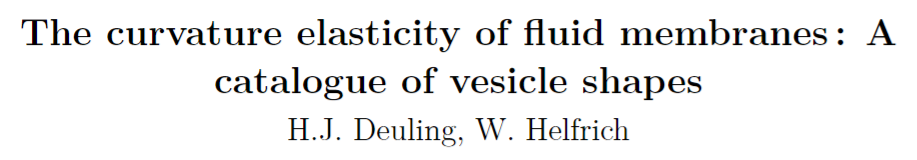 The curvature elasticity of fluid membranes : A
catalogue of vesicle shapes
H.J. Deuling, W. Helfrich